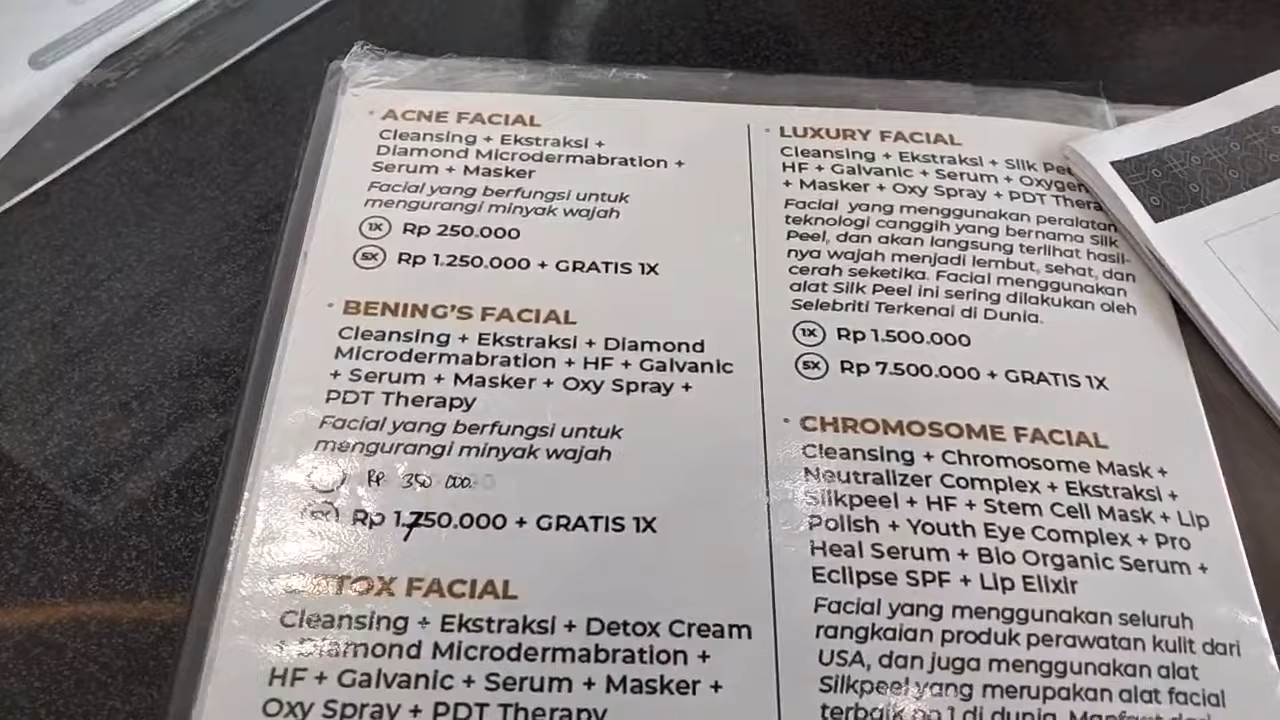 ACNE FACIAL
Cleansing + Ekstraksi +
Diamond Microdermabration +
Serum + Masker
Facial yang berfungsi untuk
mengurangi minyak wajah
1X Rp 250.000
5X Rp 1.250.000 + GRATIS 1X
BENING'S FACIAL
Cleansing + Ekstraksi + Diamond
Microdermabration + HF + Galvanic
+ Serum + Masker + Oxy Spray +
PDT Therapy
Facial yang berfungsi untuk
mengurangi minyak wajah
Rp 350 000
Rp 1.750.000 + GRATIS 1X
FACIAL
Cleansing + Ekstraksi + Detox Cream
+ Diamond Microdermabration +
HF + Galvanic + Serum + Masker +
Oxy Spray + PDT Therapy
LUXURY FACIAL
Cleansing + Ekstraksi + Silk
HF + Galvanic + Serum + Oxygen
+ Masker + Oxy Spray + PDT
Facial yang menggunakan peralatan
teknologi canggih yang bernama Silk
Peel, dan akan langsung terlihat hasil-
nya wajah menjadi lembut, sehat, dan
cerah seketika. Facial menggunakan
alat Silk Peel ini sering dilakukan oleh
Selebriti Terkenal di Dunia.
1X Rp 1.500.000
5X Rp 7.500.000 + GRATIS 1X
CHROMOSOME FACIAL
Cleansing + Chromosome Mask +
Neutralizer Complex + Ekstraksi +
Silkpeel + HF + Stem Cell Mask + Lip
Polish + Youth Eye Complex + Pro
Heal Serum + Bio Organic Serum +
Eclipse SPF + Lip Elixir
Facial yang menggunakan seluruh
rangkaian produk perawatan kulit dari
USA, dan juga menggunakan alat
Silkpeel yang merupakan alat facial
terbaik no 1 di dunia.